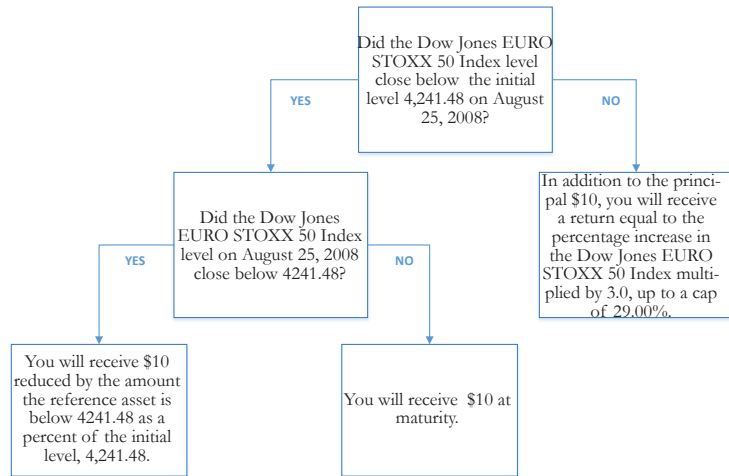 Did the Dow Jones EURO
STOXX 50 Index level
close below the initial
level 4,241.48 on August
25, 2008?
YES
NO
Did the Dow Jones
EURO STOXX 50 Index
level on August 25, 2008
close below 4241.48?
In addition to the princi-
pal $10, you will receive
a return equal to the
percentage increase in
the Dow Jones EURO
STOXX 50 Index multi-
plied by 3.0, up to a cap
of 29.00%.
YES
NO
You will receive $10
reduced by the amount
the reference asset is
below 4241.48 as a
percent of the initial
level, 4,241.48.
You will receive $10 at
maturity.